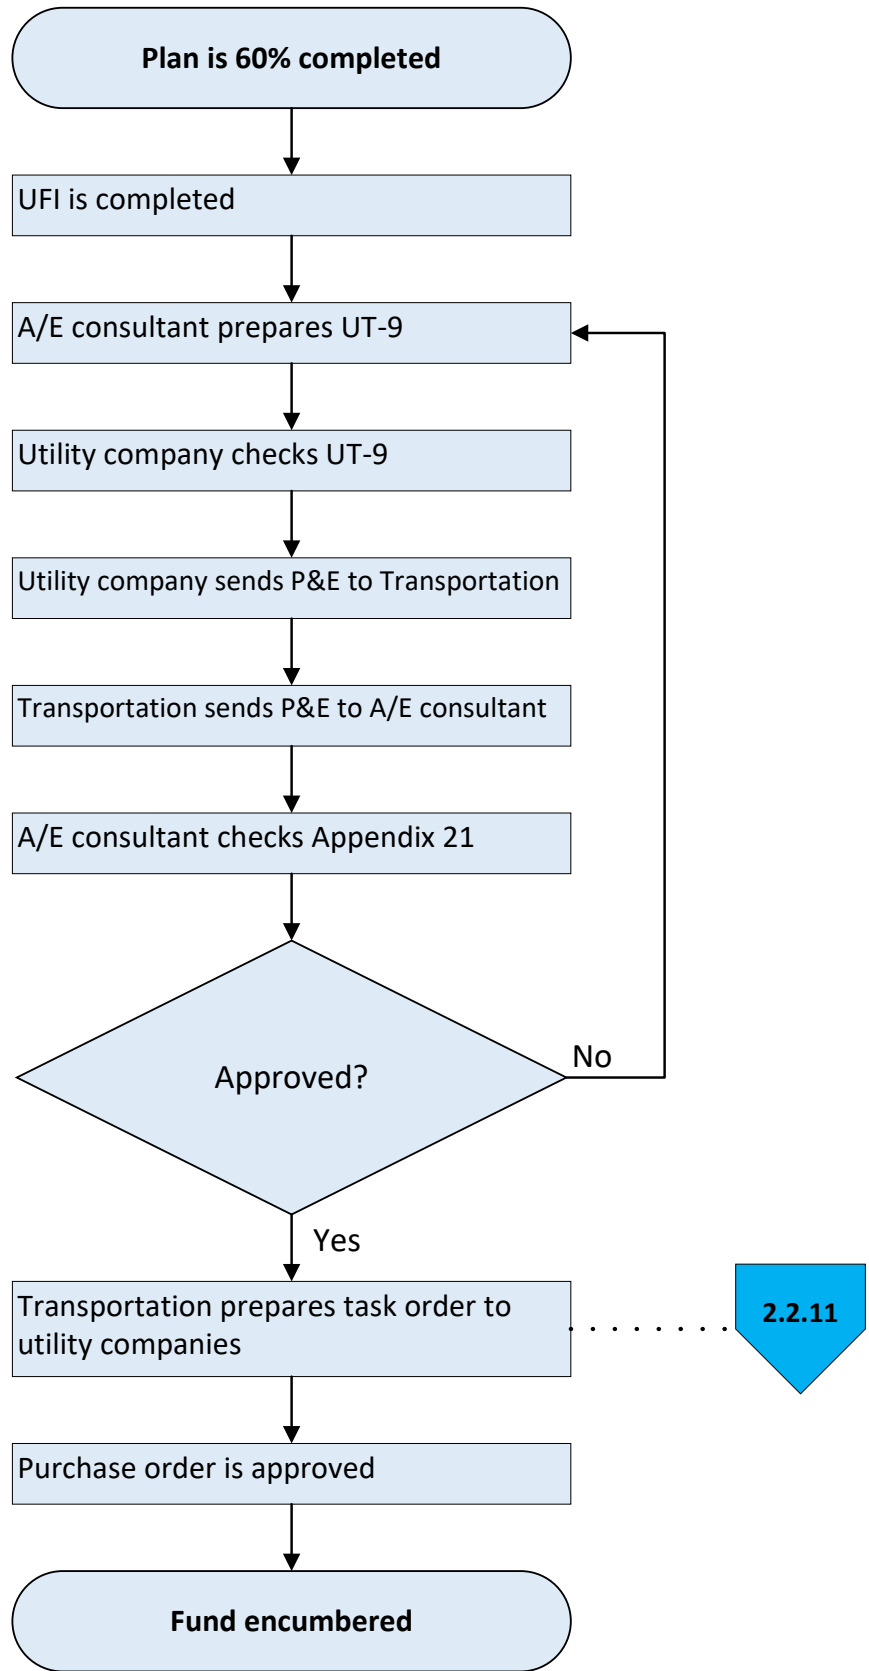 Plan is 60% completed
UFI is completed
A/E consultant prepares UT-9
Utility company checks UT-9
Utility company sends P&E to Transportation
Transportation sends P&E to A/E consultant
A/E consultant checks Appendix 21
Approved?
No
Yes
Transportation prepares task order to
utility companies
2.2.11
Purchase order is approved
Fund encumbered